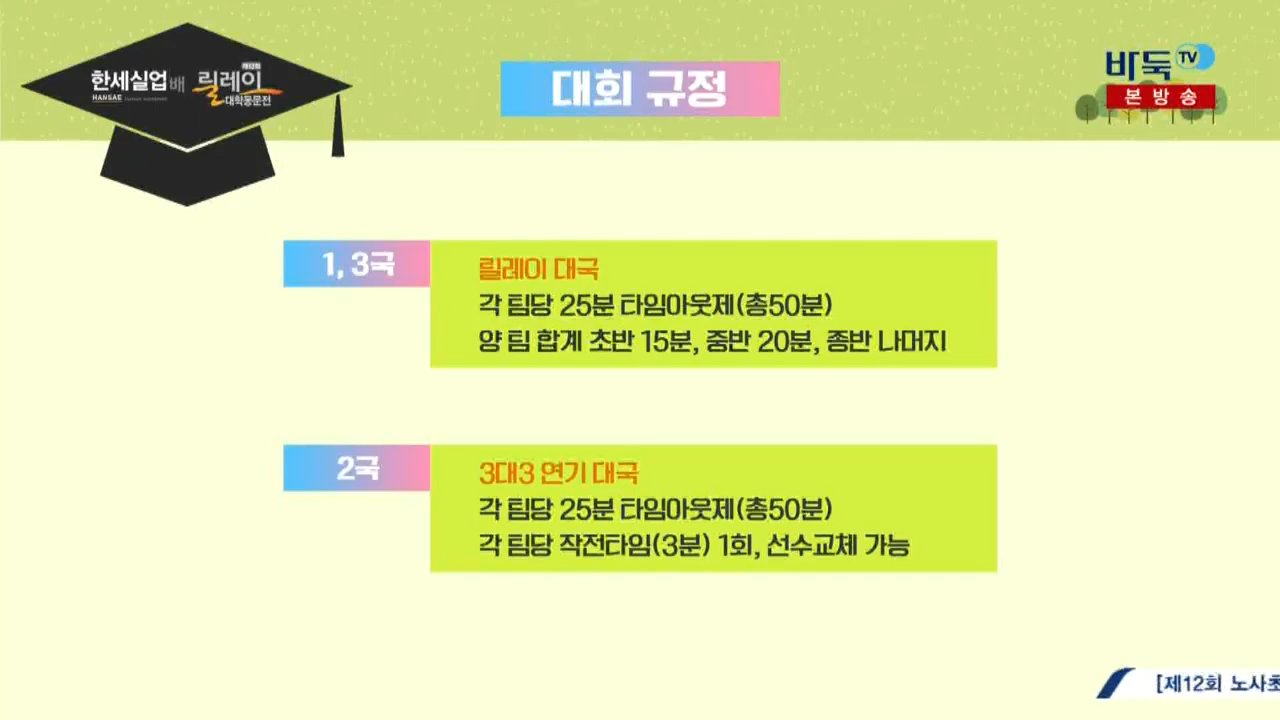 한세실업배 릴레이
HANSAE
대학동문전
대회 규정
바둑TV
본 방 송
1, 3국
릴레이 대국
각 팀당 25분 타임아웃제(총50분)
양 팀 합계 초반 15분, 중반 20분, 종반 나머지
2국
3대3 연기 대국
각 팀당 25분 타임아웃제(총50분)
각 팀당 작전타임(3분) 1회, 선수교체 가능
[제12회 노사초